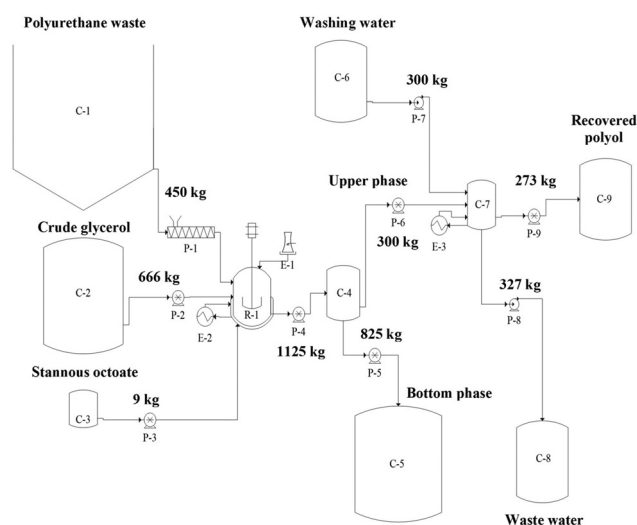 Polyurethane waste
Washing water
C-1
C-6
300 kg
P-7
Recovered
polyol
450 kg
Upper phase
C-7
273 kg
C-9
P-1
P-6
P-9
Crude glycerol
E-1
300 kg
E-3
C-2
666 kg
P-2
R-1
E-2
P-4
C-4
1125 kg
327 kg
P-8
825 kg
P-5
Stannous octoate
9 kg
C-3
P-3
Bottom phase
C-5
C-8
Waste water